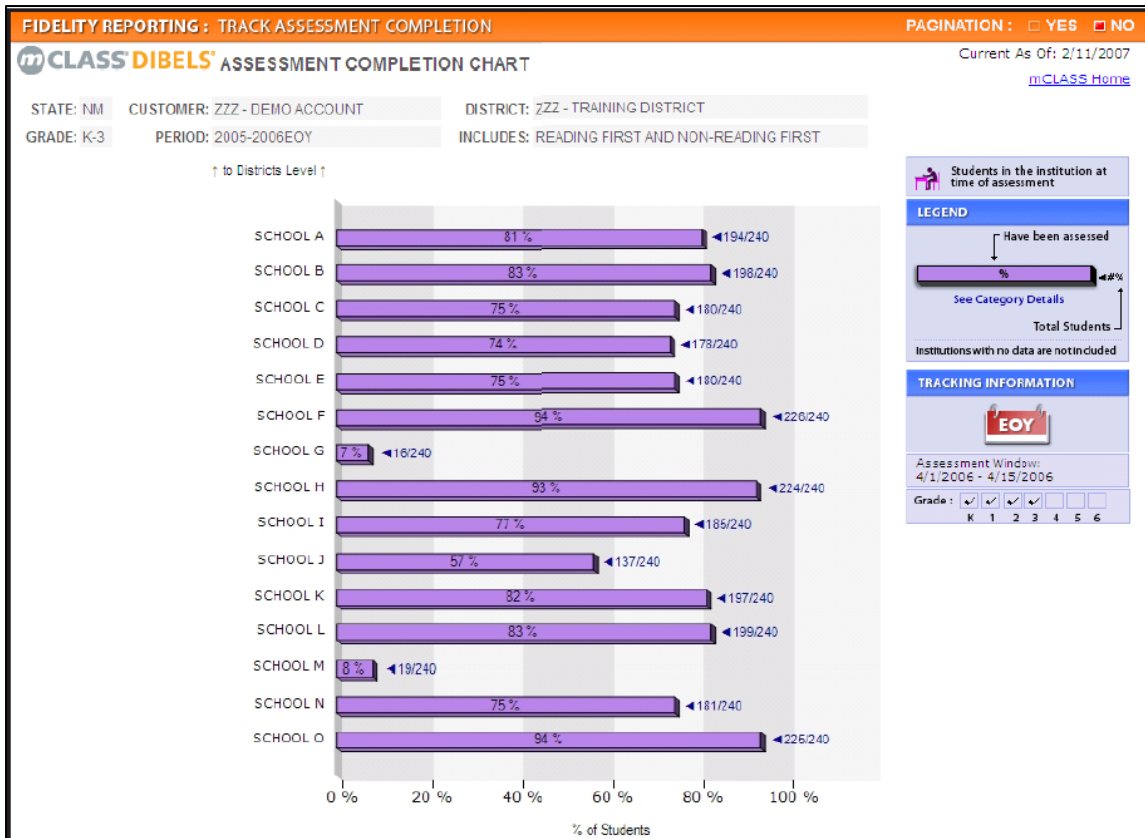 FIDELITY REPORTING : TRACK ASSESSMENT COMPLETION
PAGINATION : YES NO
mCLASS DIBELS ASSESSMENT COMPLETION CHART
Current As Of: 2/11/2007
mCLASS Home
STATE: NM CUSTOMER: ZZZ - DEMO ACCOUNT DISTRICT: ZZZ - TRAINING DISTRICT
GRADE: K-3 PERIOD: 2005-2006EOY INCLUDES: READING FIRST AND NON-READING FIRST
↑ to Districts Level ↑
SCHOOL A 81 % ◄194/240
SCHOOL B 83 % ◄198/240
SCHOOL C 75 % ◄180/240
SCHOOL D 74 % ◄178/240
SCHOOL E 75 % ◄180/240
SCHOOL F 94 % ◄226/240
SCHOOL G 7 % ◄16/240
SCHOOL H 93 % ◄224/240
SCHOOL I 77 % ◄185/240
SCHOOL J 57 % ◄137/240
SCHOOL K 82 % ◄197/240
SCHOOL L 83 % ◄199/240
SCHOOL M 8 % ◄19/240
SCHOOL N 75 % ◄181/240
SCHOOL O 94 % ◄225/240
0 % 20 % 40 % 60 % 80 % 100 %
% of Students
Students in the institution at
time of assessment
LEGEND
Have been assessed
% ◄#%
See Category Details
Total Students
Institutions with no data are not included
TRACKING INFORMATION
EOY
Assessment Window:
4/1/2006 - 4/15/2006
Grade : ✓ ✓ ✓ ✓
K 1 2 3 4 5 6